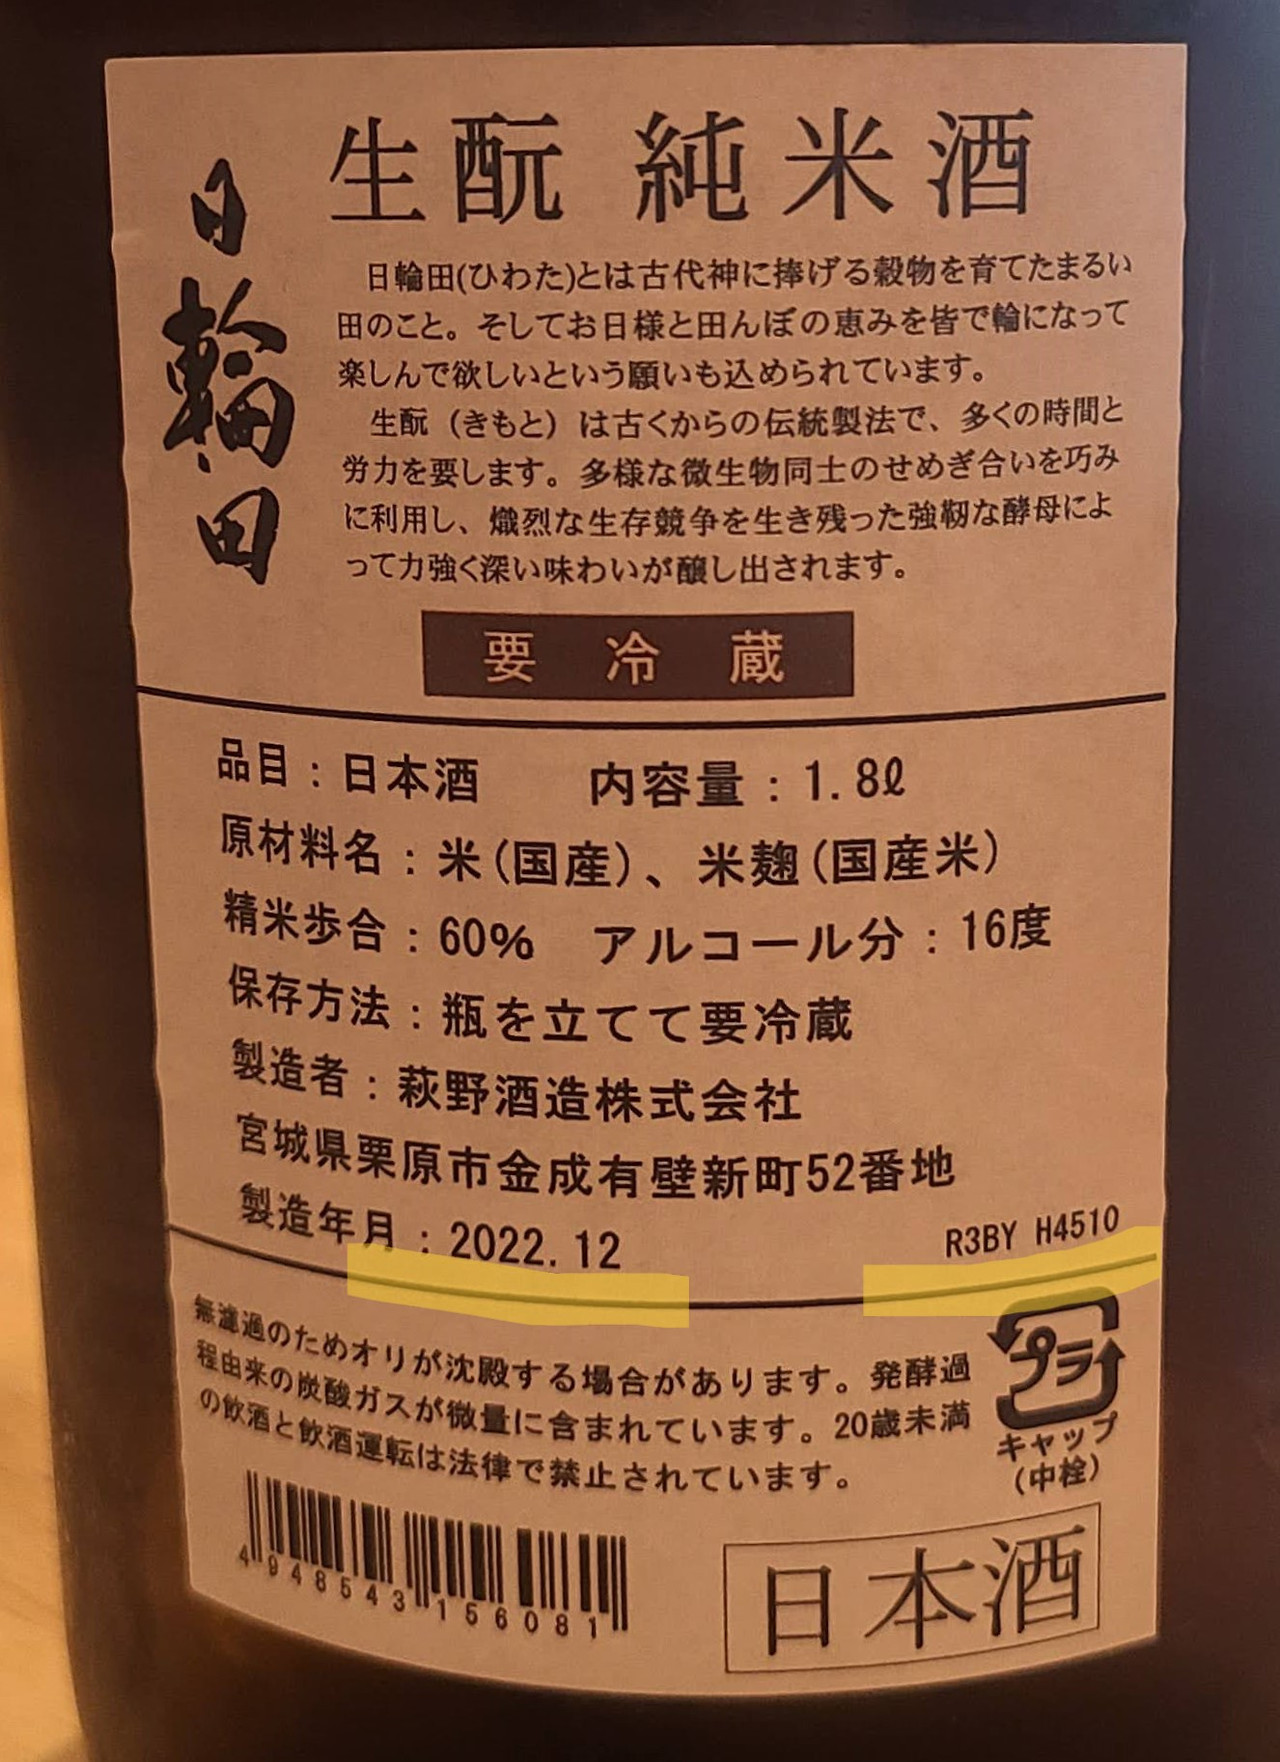 生酛 純米酒
日輪田
日輪田(ひわた)とは古代神に捧げる穀物を育てたまるい
田のこと。そしてお日様と田んぼの恵みを皆で輪になって
楽しんで欲しいという願いも込められています。
生酛（きもと）は古くからの伝統製法で、多くの時間と
労力を要します。多様な微生物同士のせめぎ合いを巧み
に利用し、熾烈な生存競争を生き残った強靭な酵母によ
って力強く深い味わいが醸し出されます。
要冷蔵
品目：日本酒 内容量：1.8ℓ
原材料名：米(国産)、米麹(国産米)
精米歩合：60% アルコール分：16度
保存方法：瓶を立てて要冷蔵
製造者：萩野酒造株式会社
宮城県栗原市金成有壁新町52番地
製造年月：2022.12
R3BY H4510
無濾過のためオリが沈殿する場合があります。発酵過
程由来の炭酸ガスが微量に含まれています。20歳未満
の飲酒と飲酒運転は法律で禁止されています。
プラ
キャップ
(中栓)
4948543156081
日本酒